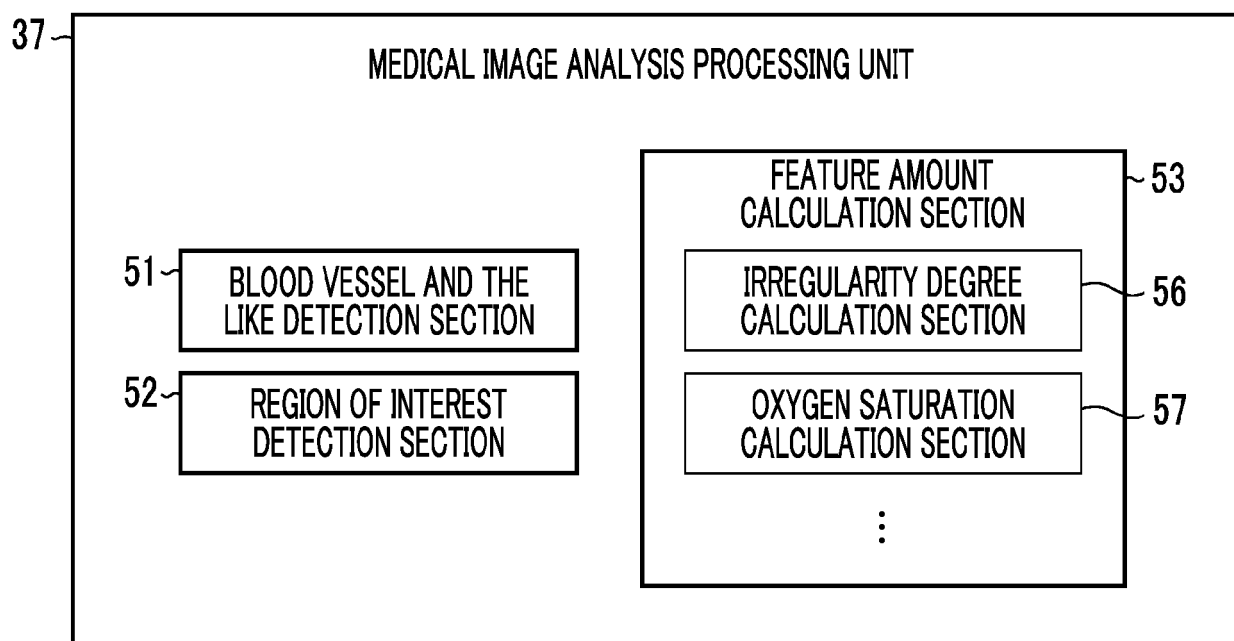 37
MEDICAL IMAGE ANALYSIS PROCESSING UNIT
51
BLOOD VESSEL AND THE
LIKE DETECTION SECTION
52
REGION OF INTEREST
DETECTION SECTION
FEATURE AMOUNT
CALCULATION SECTION
53
IRREGULARITY DEGREE
CALCULATION SECTION
56
OXYGEN SATURATION
CALCULATION SECTION
57
⋮